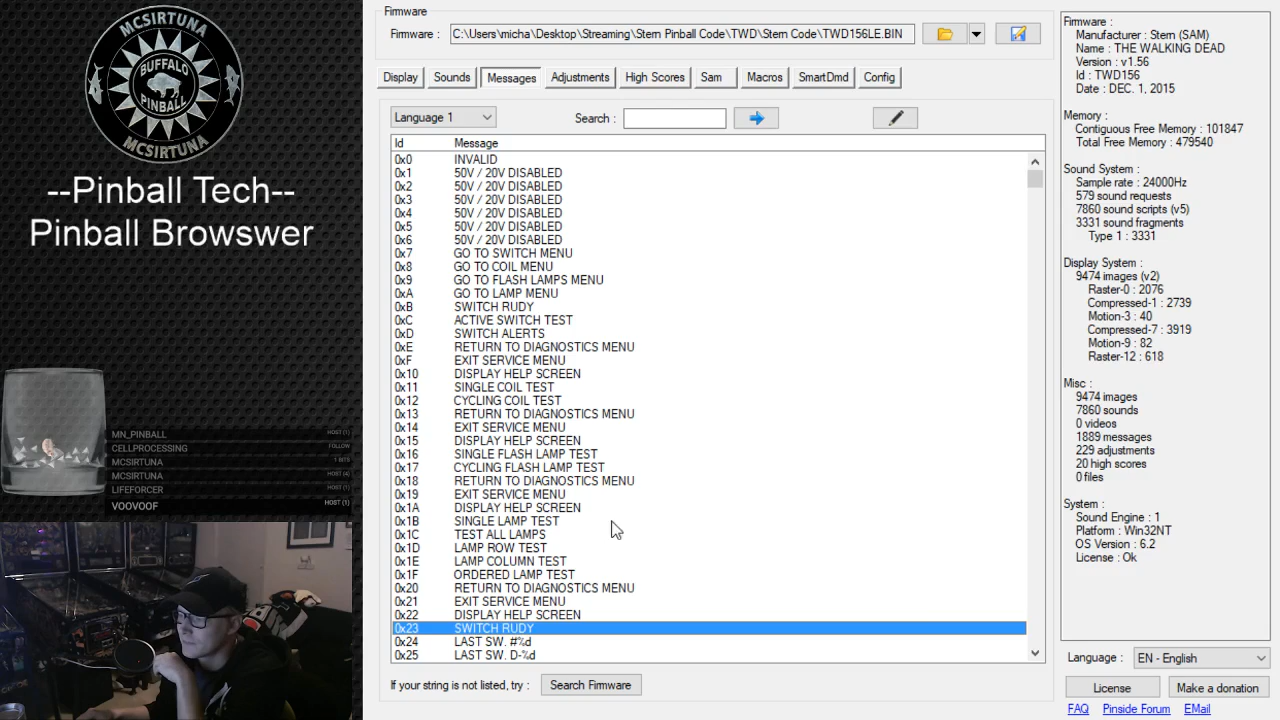 MCSIRTUNA
BUFFALO
PINBALL
MCSIRTUNA
--Pinball Tech--
Pinball Browswer
MN_PINBALL HOST (1)
CELLPROCESSING FOLLOW
MCSIRTUNA 1 BITS
MCSIRTUNA HOST (4)
LIFEFORCER HOST (1)
VOOVOOF HOST (1)
Firmware
Firmware : C:\Users\micha\Desktop\Streaming\Stern Pinball Code\TWD\Stern Code\TWD156LE.BIN
Display Sounds Messages Adjustments High Scores Sam Macros SmartDmd Config
Language 1 Search :
Id Message
0x0 INVALID
0x1 50V / 20V DISABLED
0x2 50V / 20V DISABLED
0x3 50V / 20V DISABLED
0x4 50V / 20V DISABLED
0x5 50V / 20V DISABLED
0x6 50V / 20V DISABLED
0x7 GO TO SWITCH MENU
0x8 GO TO COIL MENU
0x9 GO TO FLASH LAMPS MENU
0xA GO TO LAMP MENU
0xB SWITCH RUDY
0xC ACTIVE SWITCH TEST
0xD SWITCH ALERTS
0xE RETURN TO DIAGNOSTICS MENU
0xF EXIT SERVICE MENU
0x10 DISPLAY HELP SCREEN
0x11 SINGLE COIL TEST
0x12 CYCLING COIL TEST
0x13 RETURN TO DIAGNOSTICS MENU
0x14 EXIT SERVICE MENU
0x15 DISPLAY HELP SCREEN
0x16 SINGLE FLASH LAMP TEST
0x17 CYCLING FLASH LAMP TEST
0x18 RETURN TO DIAGNOSTICS MENU
0x19 EXIT SERVICE MENU
0x1A DISPLAY HELP SCREEN
0x1B SINGLE LAMP TEST
0x1C TEST ALL LAMPS
0x1D LAMP ROW TEST
0x1E LAMP COLUMN TEST
0x1F ORDERED LAMP TEST
0x20 RETURN TO DIAGNOSTICS MENU
0x21 EXIT SERVICE MENU
0x22 DISPLAY HELP SCREEN
0x23 SWITCH RUDY
0x24 LAST SW. #%d
0x25 LAST SW. D-%d
If your string is not listed, try : Search Firmware
Firmware :
Manufacturer : Stern (SAM)
Name : THE WALKING DEAD
Version : v1.56
Id : TWD156
Date : DEC. 1, 2015
Memory :
Contiguous Free Memory : 101847
Total Free Memory : 479540
Sound System :
Sample rate : 24000Hz
579 sound requests
7860 sound scripts (v5)
3331 sound fragments
Type 1 : 3331
Display System :
9474 images (v2)
Raster-0 : 2076
Compressed-1 : 2739
Motion-3 : 40
Compressed-7 : 3919
Motion-9 : 82
Raster-12 : 618
Misc :
9474 images
7860 sounds
0 videos
1889 messages
229 adjustments
20 high scores
0 files
System :
Sound Engine : 1
Platform : Win32NT
OS Version : 6.2
License : Ok
Language : EN - English
License Make a donation
FAQ Pinside Forum EMail